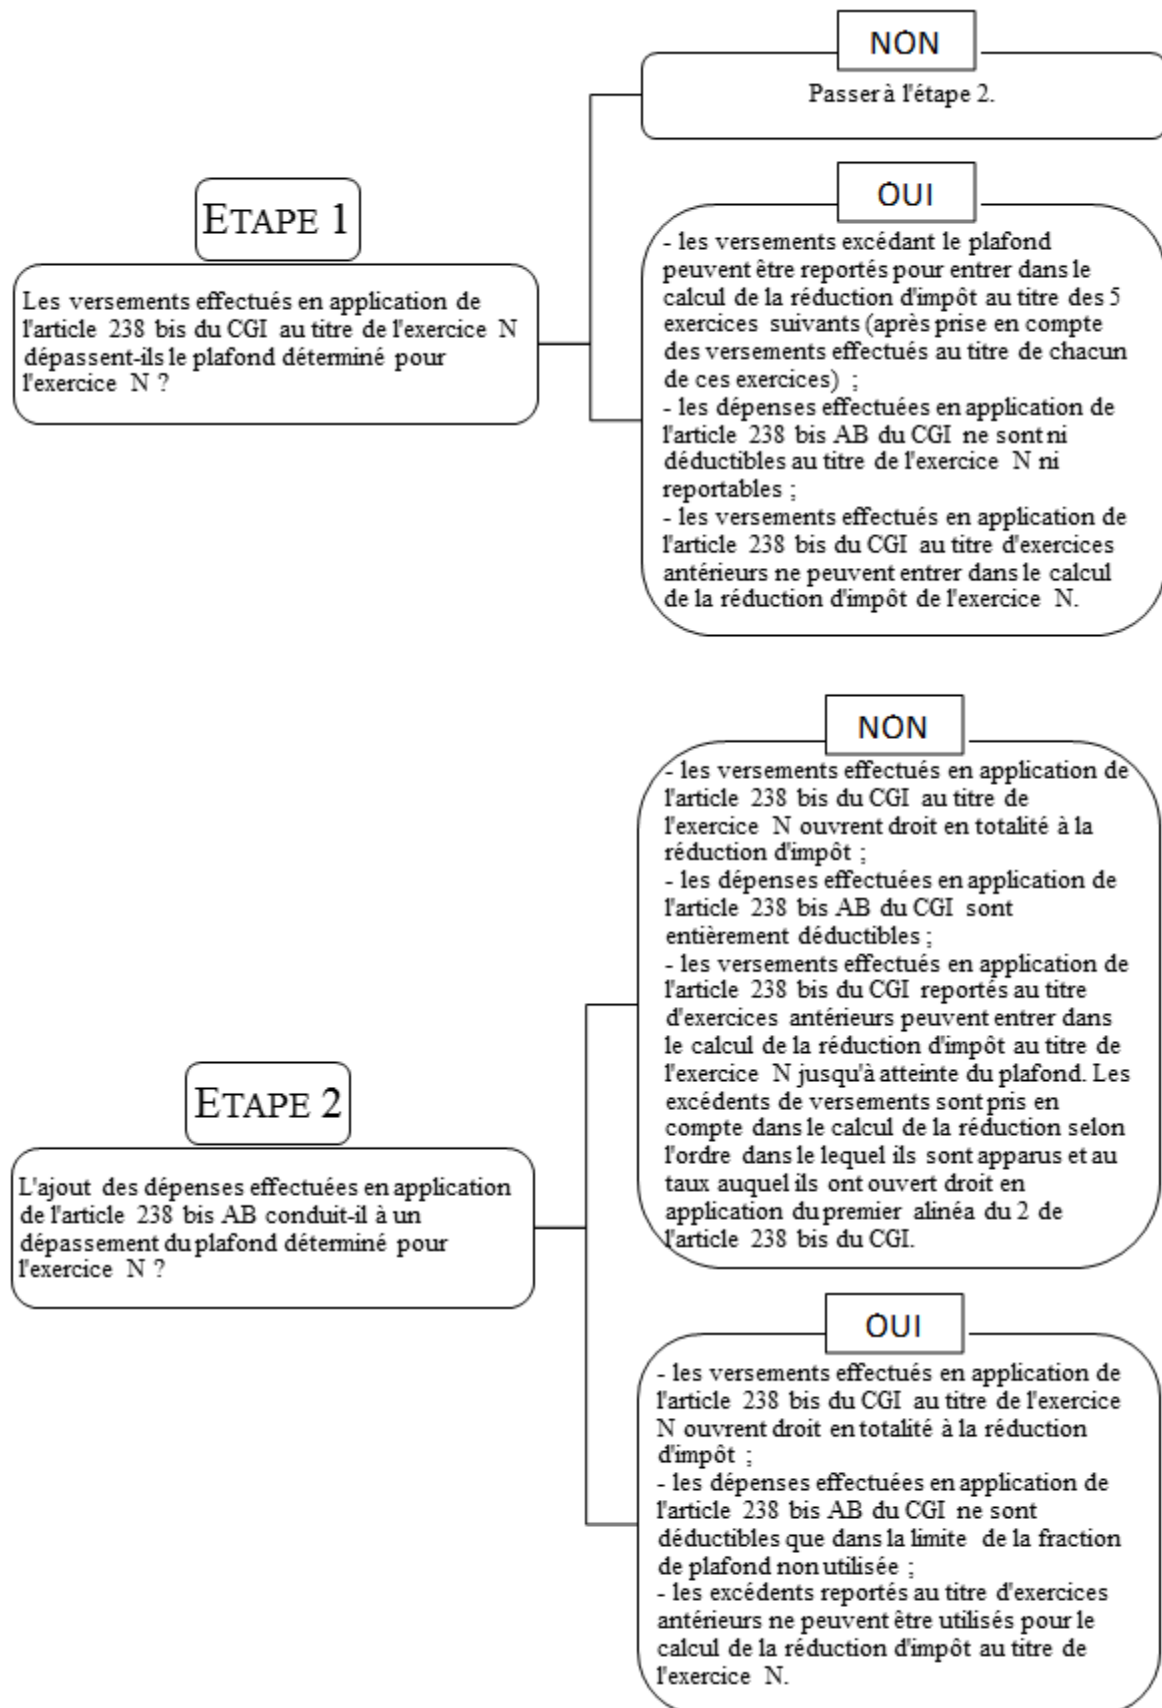 NON
Passer à l'étape 2.
ETAPE 1
Les versements effectués en application de
l'article 238 bis du CGI au titre de l'exercice N
dépassent-ils le plafond déterminé pour
l'exercice N ?
OUI
- les versements excédant le plafond
peuvent être reportés pour entrer dans le
calcul de la réduction d'impôt au titre des 5
exercices suivants (après prise en compte
des versements effectués au titre de chacun
de ces exercices) ;
- les dépenses effectuées en application de
l'article 238 bis AB du CGI ne sont ni
déductibles au titre de l'exercice N ni
reportables ;
- les versements effectués en application de
l'article 238 bis du CGI au titre d'exercices
antérieurs ne peuvent entrer dans le calcul
de la réduction d'impôt de l'exercice N.
NON
- les versements effectués en application de
l'article 238 bis du CGI au titre de
l'exercice N ouvrent droit en totalité à la
réduction d'impôt ;
- les dépenses effectuées en application de
l'article 238 bis AB du CGI sont
entièrement déductibles ;
- les versements effectués en application de
l'article 238 bis du CGI reportés au titre
d'exercices antérieurs peuvent entrer dans
le calcul de la réduction d'impôt au titre de
l'exercice N jusqu'à atteinte du plafond. Les
excédents de versements sont pris en
compte dans le calcul de la réduction selon
l'ordre dans le lequel ils sont apparus et au
taux auquel ils ont ouvert droit en
application du premier alinéa du 2 de
l'article 238 bis du CGI.
ETAPE 2
L'ajout des dépenses effectuées en application
de l'article 238 bis AB conduit-il à un
dépassement du plafond déterminé pour
l'exercice N ?
OUI
- les versements effectués en application de
l'article 238 bis du CGI au titre de l'exercice
N ouvrent droit en totalité à la réduction
d'impôt ;
- les dépenses effectuées en application de
l'article 238 bis AB du CGI ne sont
déductibles que dans la limite de la fraction
de plafond non utilisée ;
- les excédents reportés au titre d'exercices
antérieurs ne peuvent être utilisés pour le
calcul de la réduction d'impôt au titre de
l'exercice N.